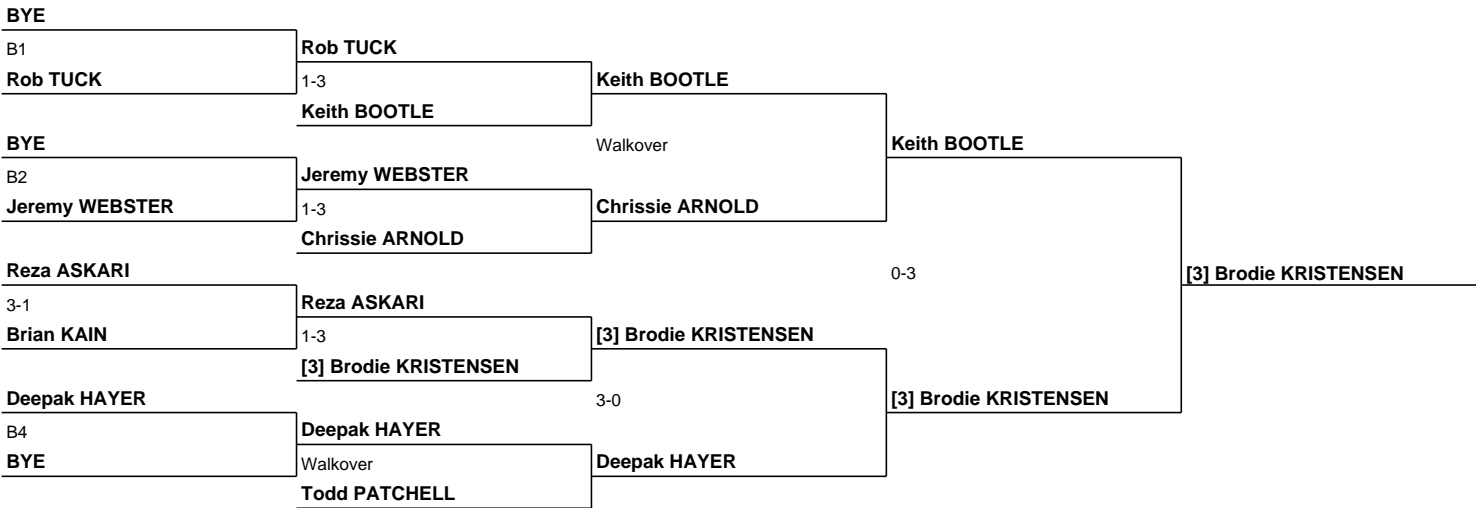 BYE
B1
Rob TUCK
Rob TUCK
1-3
Keith BOOTLE
Keith BOOTLE
BYE
Walkover
Keith BOOTLE
B2
Jeremy WEBSTER
Jeremy WEBSTER
1-3
Chrissie ARNOLD
Chrissie ARNOLD
Reza ASKARI
0-3
[3] Brodie KRISTENSEN
3-1
Reza ASKARI
Brian KAIN
1-3
[3] Brodie KRISTENSEN
[3] Brodie KRISTENSEN
Deepak HAYER
3-0
[3] Brodie KRISTENSEN
B4
Deepak HAYER
BYE
Walkover
Deepak HAYER
Todd PATCHELL